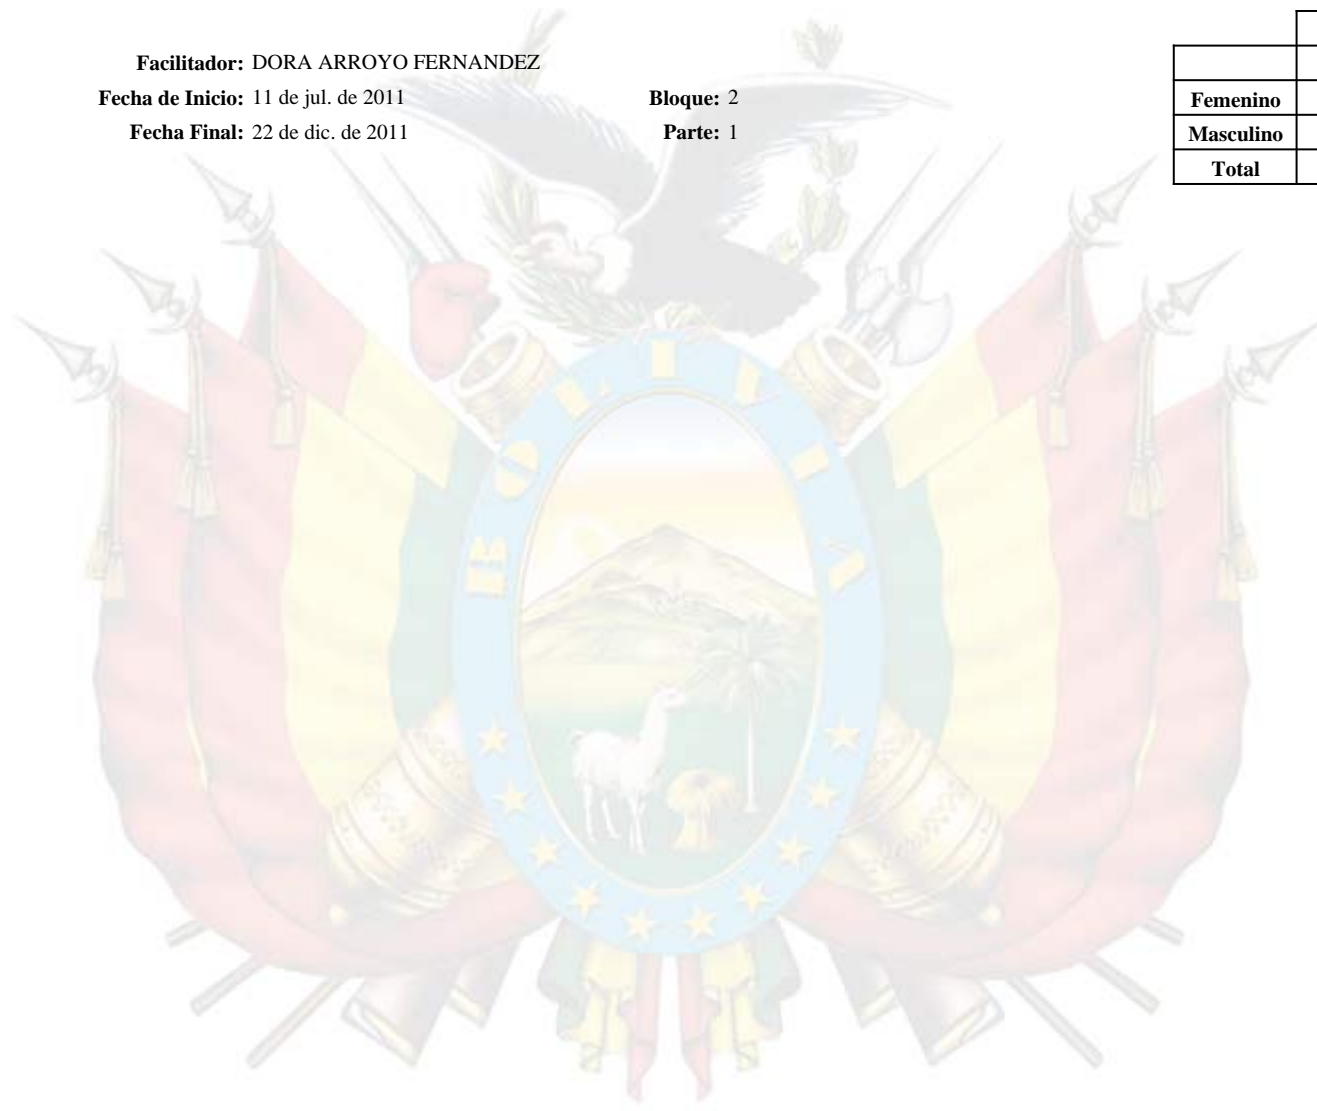 Facilitador: DORA ARROYO FERNANDEZ
Fecha de Inicio: 11 de jul. de 2011 Bloque: 2
Fecha Final: 22 de dic. de 2011 Parte: 1
Femenino
Masculino
Total
BOLIVIA